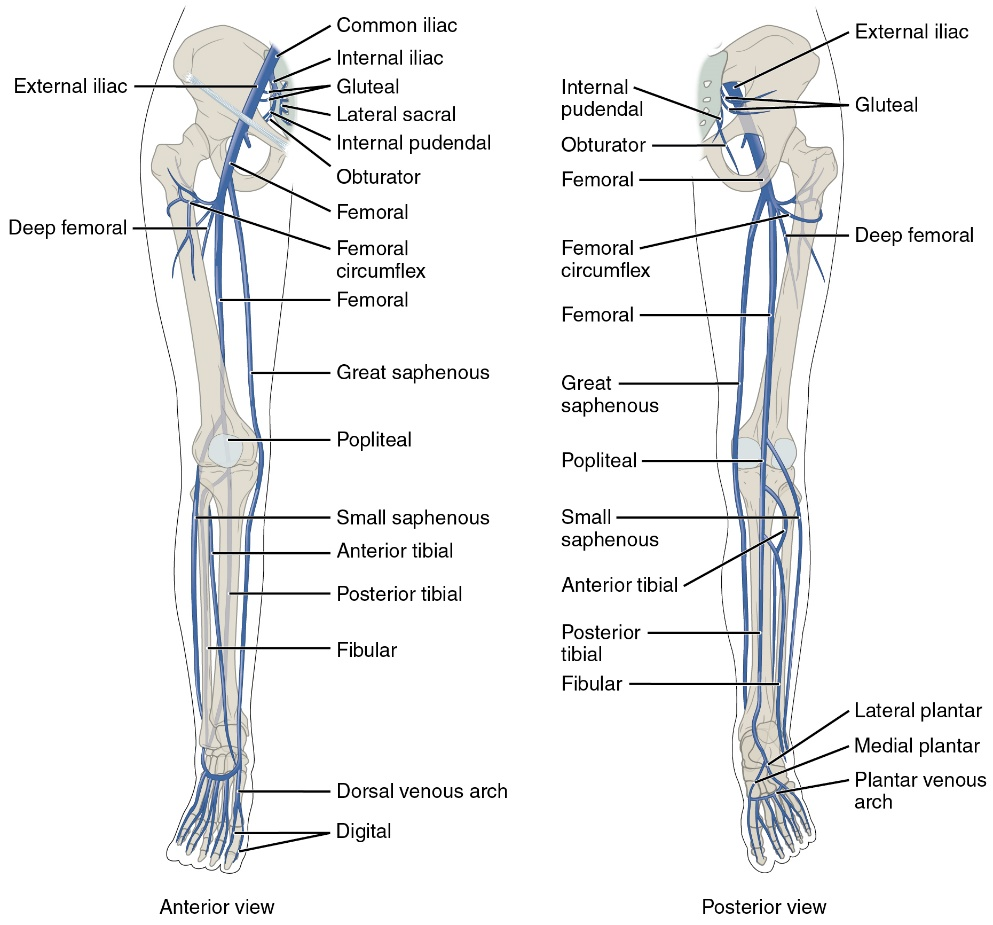 Common iliac
Internal iliac
External iliac
Gluteal
Lateral sacral
Internal pudendal
Obturator
Femoral
Deep femoral
Femoral
circumflex
Femoral
Great saphenous
Popliteal
Small saphenous
Anterior tibial
Posterior tibial
Fibular
Dorsal venous arch
Digital
Anterior view
External iliac
Internal
pudendal
Gluteal
Obturator
Femoral
Femoral
circumflex
Deep femoral
Femoral
Great
saphenous
Popliteal
Small
saphenous
Anterior tibial
Posterior
tibial
Fibular
Lateral plantar
Medial plantar
Plantar venous
arch
Posterior view